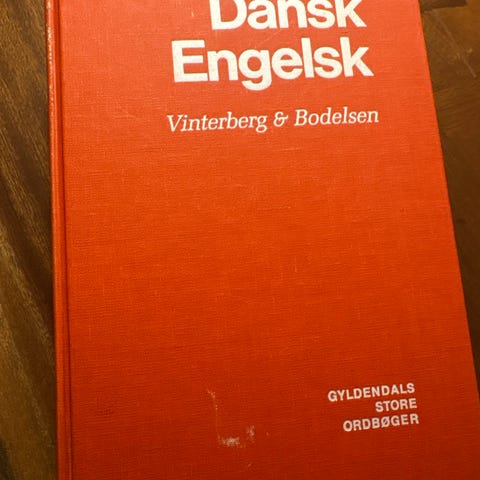 Dansk
Engelsk
Vinterberg & Bodelsen
GYLDENDALS
STORE
ORDBØGER